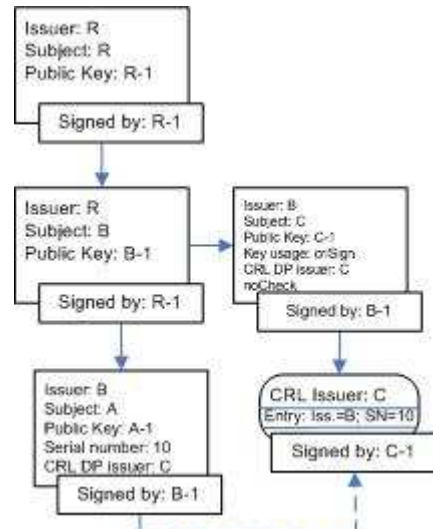 Issuer: R
Subject: R
Public Key: R-1
Signed by: R-1
Issuer: R
Subject: B
Public Key: B-1
Signed by: R-1
Issuer: B
Subject: C
Public Key: C-1
Key usage: crlSign
CRL DP issuer: C
noCheck
Signed by: B-1
Issuer: B
Subject: A
Public Key: A-1
Serial number: 10
CRL DP issuer: C
Signed by: B-1
CRL Issuer: C
Entry: Iss.=B; SN=10
Signed by: C-1